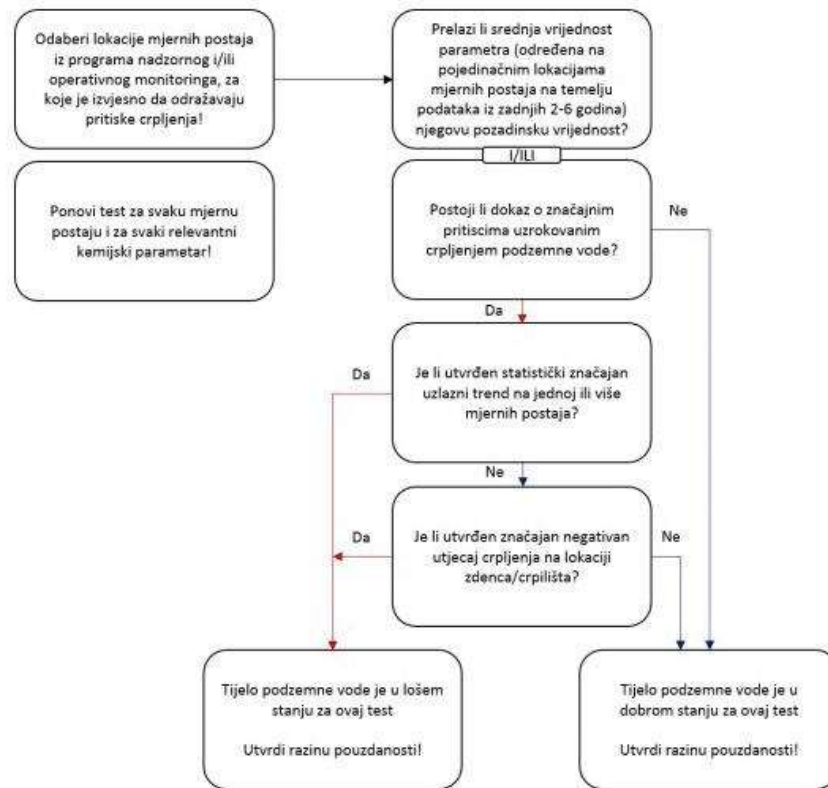 Odaberi lokacije mjernih postaja
iz programa nadzornog i/ili
operativnog monitoringa, za
koje je izvjesno da odražavaju
pritiske crpljenja!
Prelazi li srednja vrijednost
parametra (određena na
pojedinačnim lokacijama
mjernih postaja na temelju
podataka iz zadnjih 2-6 godina)
njegovu pozadinsku vrijednost?
I/ILI
Ponovi test za svaku mjernu
postaju i za svaki relevantni
kemijski parametar!
Postoji li dokaz o značajnim
pritiscima uzrokovanim
crpljenjem podzemne vode?
Ne
Da
Je li utvrđen statistički značajan
uzlazni trend na jednoj ili više
mjernih postaja?
Da
Ne
Je li utvrđen značajan negativan
utjecaj crpljenja na lokaciji
zdenca/crpilišta?
Da
Ne
Tijelo podzemne vode je u lošem
stanju za ovaj test
Utvrdi razinu pouzdanosti!
Tijelo podzemne vode je u
dobrom stanju za ovaj test
Utvrdi razinu pouzdanosti!